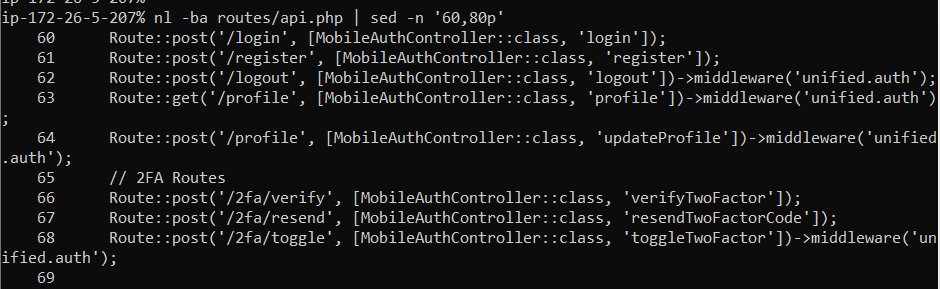 ip-172-26-5-207%
ip-172-26-5-207% nl -ba routes/api.php | sed -n '60,80p'
    60      Route::post('/login', [MobileAuthController::class, 'login']);
    61      Route::post('/register', [MobileAuthController::class, 'register']);
    62      Route::post('/logout', [MobileAuthController::class, 'logout'])->middleware('unified.auth');
    63      Route::get('/profile', [MobileAuthController::class, 'profile'])->middleware('unified.auth')
;
    64      Route::post('/profile', [MobileAuthController::class, 'updateProfile'])->middleware('unified
.auth');
    65      // 2FA Routes
    66      Route::post('/2fa/verify', [MobileAuthController::class, 'verifyTwoFactor']);
    67      Route::post('/2fa/resend', [MobileAuthController::class, 'resendTwoFactorCode']);
    68      Route::post('/2fa/toggle', [MobileAuthController::class, 'toggleTwoFactor'])->middleware('un
ified.auth');
    69